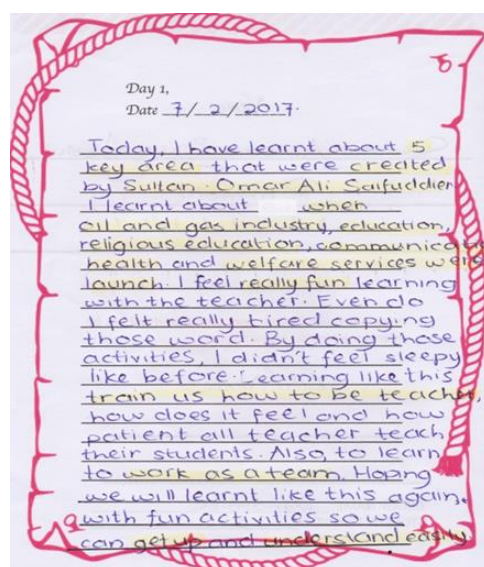 Day 1,
Date 7/2/2017.
Today, I have learnt about 5
key area that were created
by Sultan. Omar Ali Saifuddien
I learnt about when
oil and gas industry, education,
religious education, communicatio
health and welfare services were
launch. I feel really fun learning
with the teacher. Even do
I felt really tired copying
those word. By doing those
activities, I didn't feel sleepy
like before. Learning like this
train us how to be teacher,
how does it feel and how
patient all teacher teach
their students. Also, to learn
to work as a team. Hoping
we will learnt like this again.
with fun activities so we
can get up and understand easily.